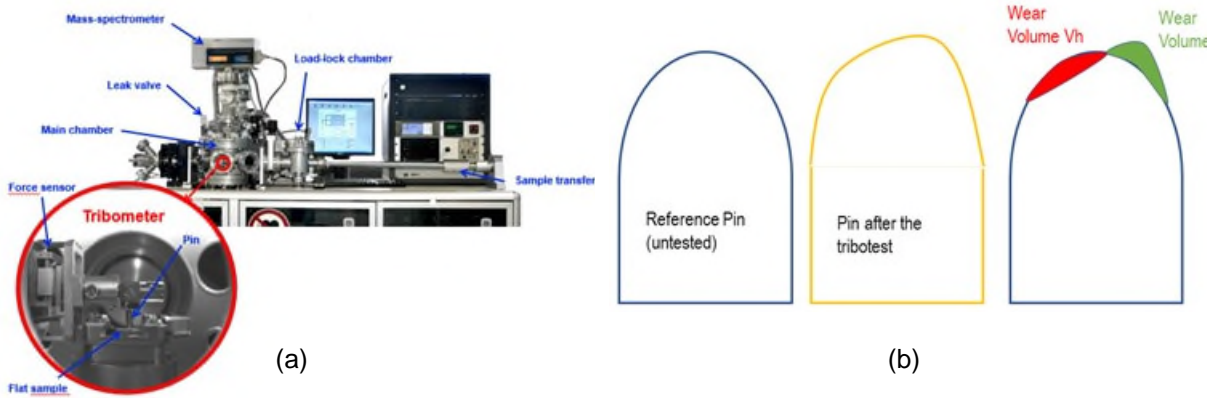 Mass-spectrometer
Load-lock chamber
Leak valve
Main chamber
Sample transfer
Force sensor
Tribometer
Pin
Flat sample
(a)
Reference Pin
(untested)
Pin after the
tribotest
Wear
Volume Vh
Wear
Volume
(b)